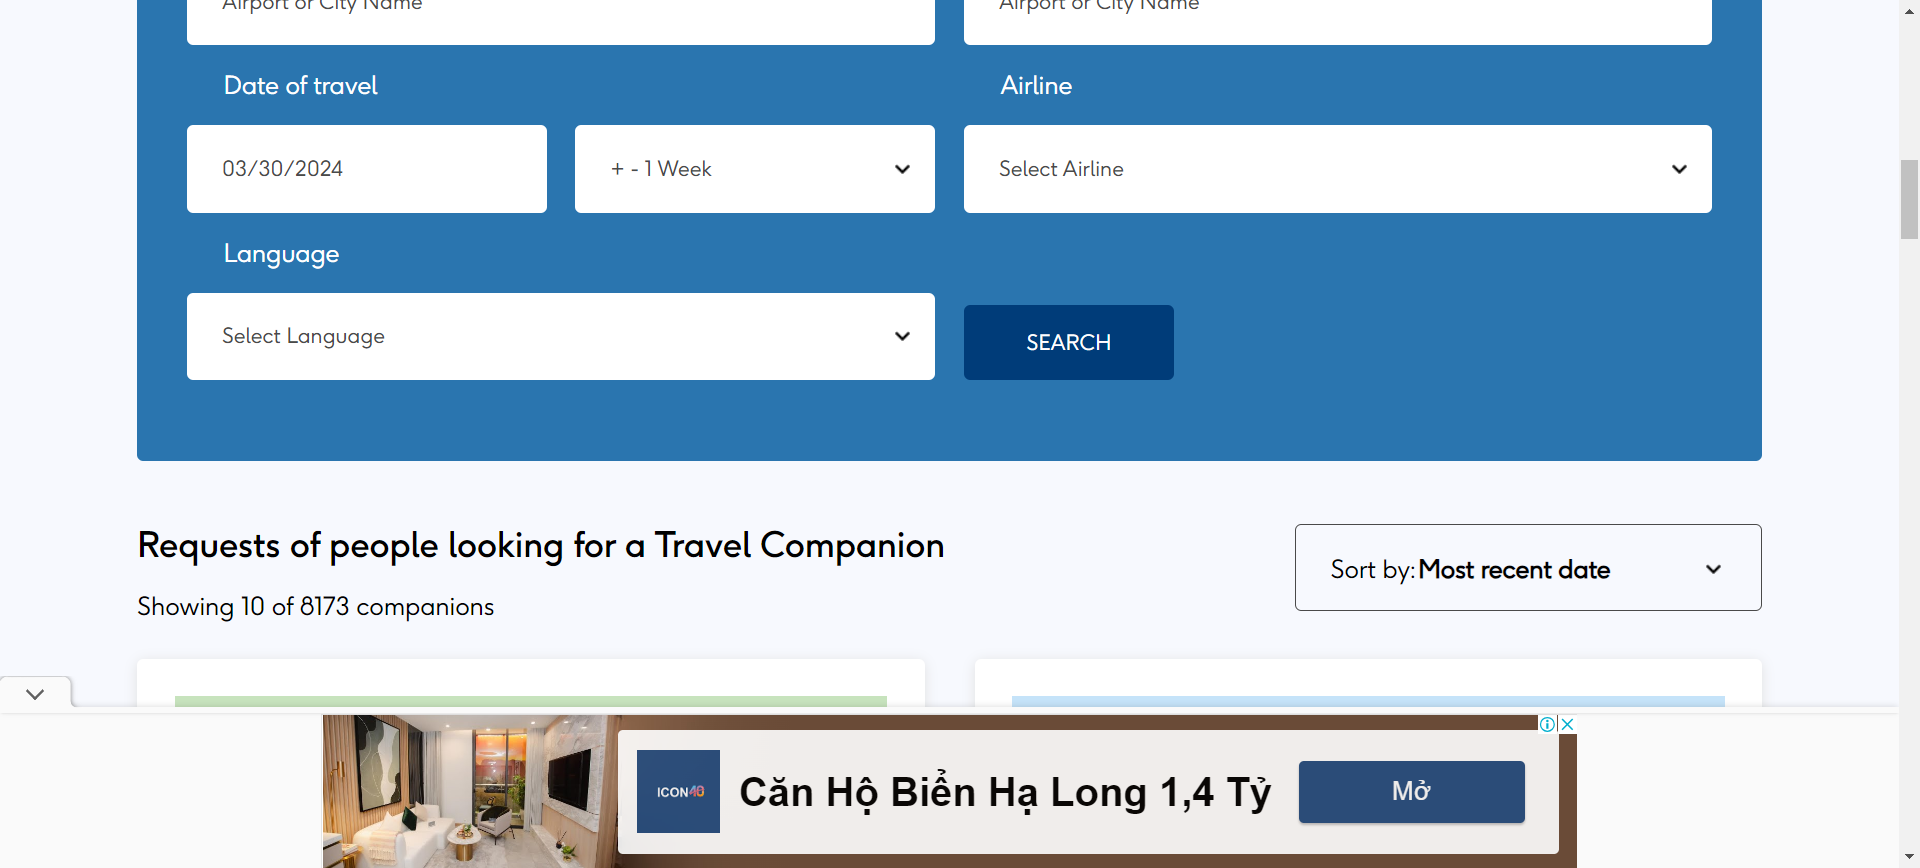 Airport or City Name
Airport or City Name
Date of travel
Airline
03/30/2024
+ - 1 Week
Select Airline
Language
Select Language
SEARCH
Requests of people looking for a Travel Companion
Sort by: Most recent date
Showing 10 of 8173 companions
ICON40
Căn Hộ Biển Hạ Long 1,4 Tỷ
Mở